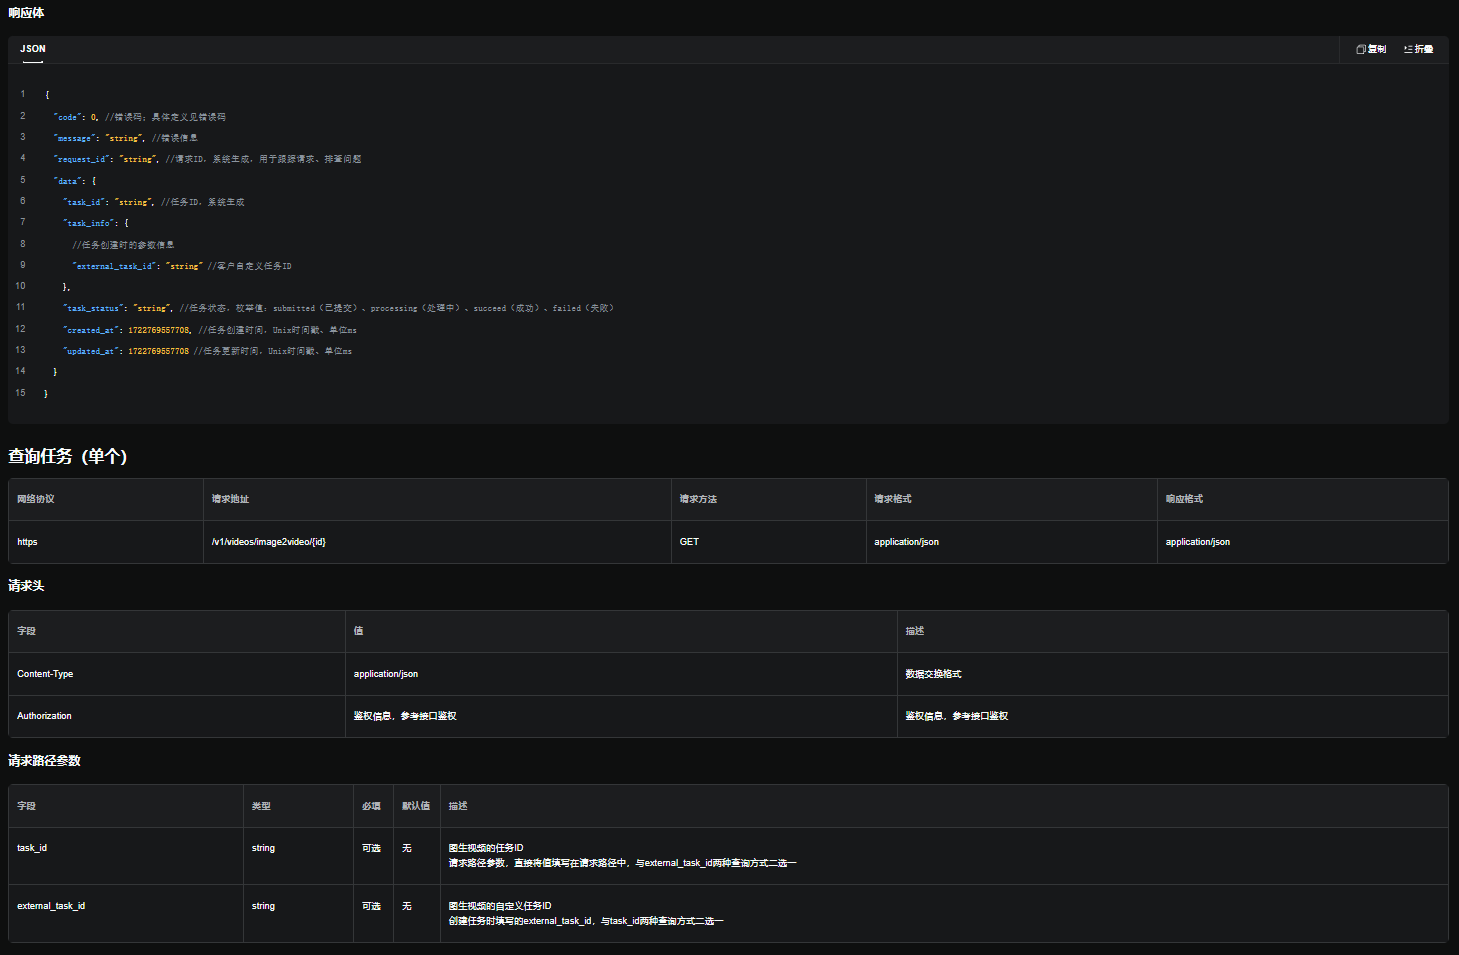 响应体
JSON
复制
折叠
1 {
2 "code": 0, //错误码；具体定义见错误码
3 "message": "string", //错误信息
4 "request_id": "string", //请求ID，系统生成，用于跟踪请求、排查问题
5 "data": {
6 "task_id": "string", //任务ID，系统生成
7 "task_info": {
8 //任务创建时的参数信息
9 "external_task_id": "string" //客户自定义任务ID
10 },
11 "task_status": "string", //任务状态，枚举值：submitted（已提交）、processing（处理中）、succeed（成功）、failed（失败）
12 "created_at": 1722769557708, //任务创建时间，Unix时间戳、单位ms
13 "updated_at": 1722769557708 //任务更新时间，Unix时间戳、单位ms
14 }
15 }
查询任务（单个）
网络协议 请求地址 请求方法 请求格式 响应格式
https /v1/videos/image2video/{id} GET application/json application/json
请求头
字段 值 描述
Content-Type application/json 数据交换格式
Authorization 鉴权信息，参考接口鉴权 鉴权信息，参考接口鉴权
请求路径参数
字段 类型 必填 默认值 描述
task_id string 可选 无 图生视频的任务ID
请求路径参数，直接将值填写在请求路径中，与external_task_id两种查询方式二选一
external_task_id string 可选 无 图生视频的自定义任务ID
创建任务时填写的external_task_id，与task_id两种查询方式二选一